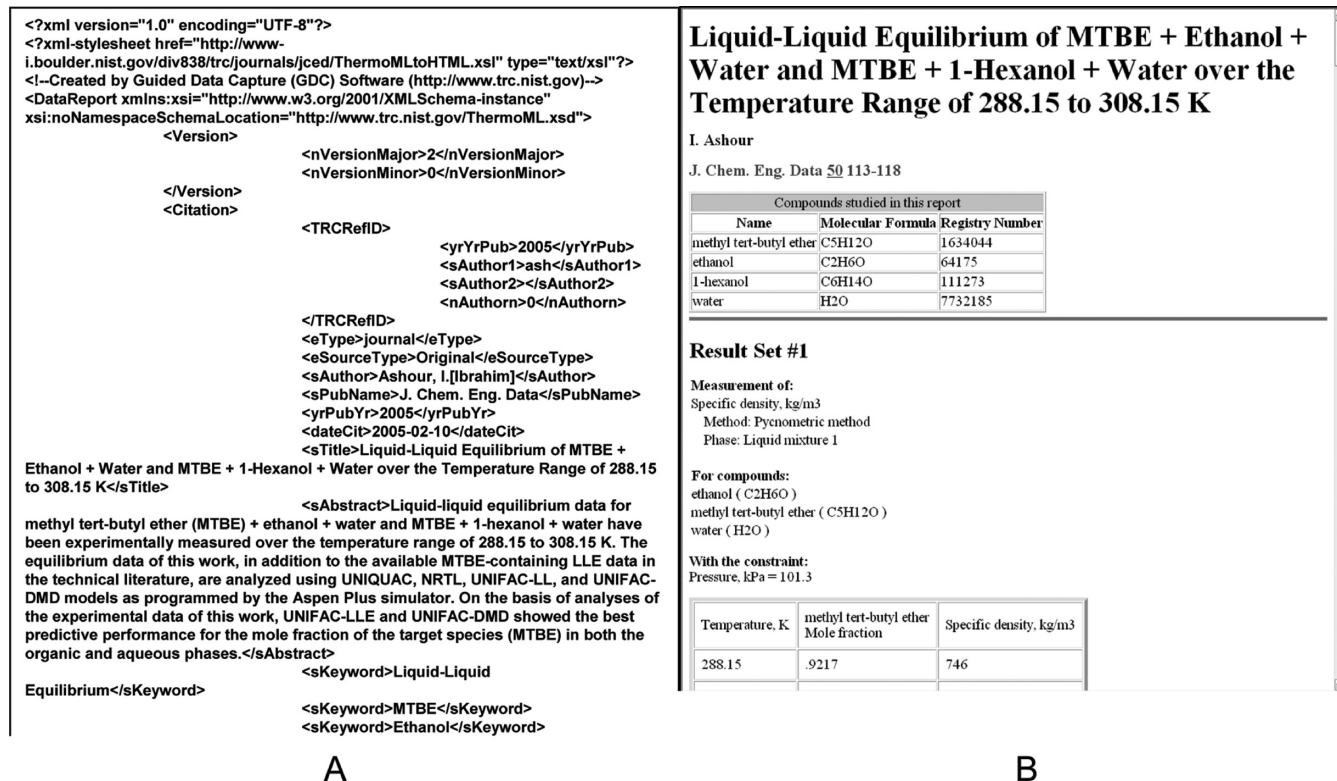 <?xml version="1.0" encoding="UTF-8"?>
<?xml-stylesheet href="http://www-
i.boulder.nist.gov/div838/trc/journals/jced/ThermoMLtoHTML.xsl" type="text/xsl"?>
<!--Created by Guided Data Capture (GDC) Software (http://www.trc.nist.gov)-->
<DataReport xmlns:xsi="http://www.w3.org/2001/XMLSchema-instance"
xsi:noNamespaceSchemaLocation="http://www.trc.nist.gov/ThermoML.xsd">
<Version>
<nVersionMajor>2</nVersionMajor>
<nVersionMinor>0</nVersionMinor>
</Version>
<Citation>
<TRCRefID>
<yrYrPub>2005</yrYrPub>
<sAuthor1>ash</sAuthor1>
<sAuthor2></sAuthor2>
<nAuthorn>0</nAuthorn>
</TRCRefID>
<eType>journal</eType>
<eSourceType>Original</eSourceType>
<sAuthor>Ashour, I.[Ibrahim]</sAuthor>
<sPubName>J. Chem. Eng. Data</sPubName>
<yrPubYr>2005</yrPubYr>
<dateCit>2005-02-10</dateCit>
<sTitle>Liquid-Liquid Equilibrium of MTBE +
Ethanol + Water and MTBE + 1-Hexanol + Water over the Temperature Range of 288.15
to 308.15 K</sTitle>
<sAbstract>Liquid-liquid equilibrium data for
methyl tert-butyl ether (MTBE) + ethanol + water and MTBE + 1-hexanol + water have
been experimentally measured over the temperature range of 288.15 to 308.15 K. The
equilibrium data of this work, in addition to the available MTBE-containing LLE data in
the technical literature, are analyzed using UNIQUAC, NRTL, UNIFAC-LL, and UNIFAC-
DMD models as programmed by the Aspen Plus simulator. On the basis of analyses of
the experimental data of this work, UNIFAC-LLE and UNIFAC-DMD showed the best
predictive performance for the mole fraction of the target species (MTBE) in both the
organic and aqueous phases.</sAbstract>
<sKeyword>Liquid-Liquid
Equilibrium</sKeyword>
<sKeyword>MTBE</sKeyword>
<sKeyword>Ethanol</sKeyword>
A
Liquid-Liquid Equilibrium of MTBE + Ethanol +
Water and MTBE + 1-Hexanol + Water over the
Temperature Range of 288.15 to 308.15 K
I. Ashour
J. Chem. Eng. Data 50 113-118
Compounds studied in this report
Name Molecular Formula Registry Number
methyl tert-butyl ether C5H12O 1634044
ethanol C2H6O 64175
1-hexanol C6H14O 111273
water H2O 7732185
Result Set #1
Measurement of:
Specific density, kg/m3
Method: Pycnometric method
Phase: Liquid mixture 1
For compounds:
ethanol ( C2H6O )
methyl tert-butyl ether ( C5H12O )
water ( H2O )
With the constraint:
Pressure, kPa = 101.3
Temperature, K methyl tert-butyl ether Specific density, kg/m3
Mole fraction
288.15 .9217 746
B